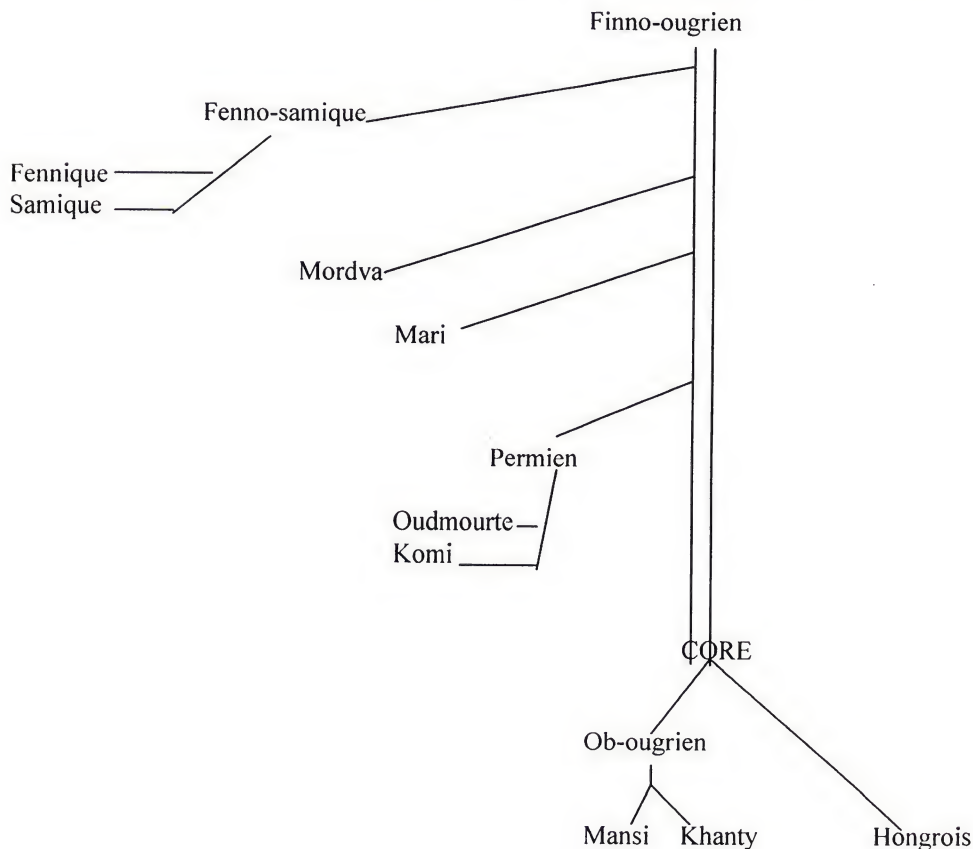 Finno-ougrien
Fenno-samique
Fennique
Samique
Mordva
Mari
Permien
Oudmourte
Komi
CORE
Ob-ougrien
Mansi Khanty Hongrois